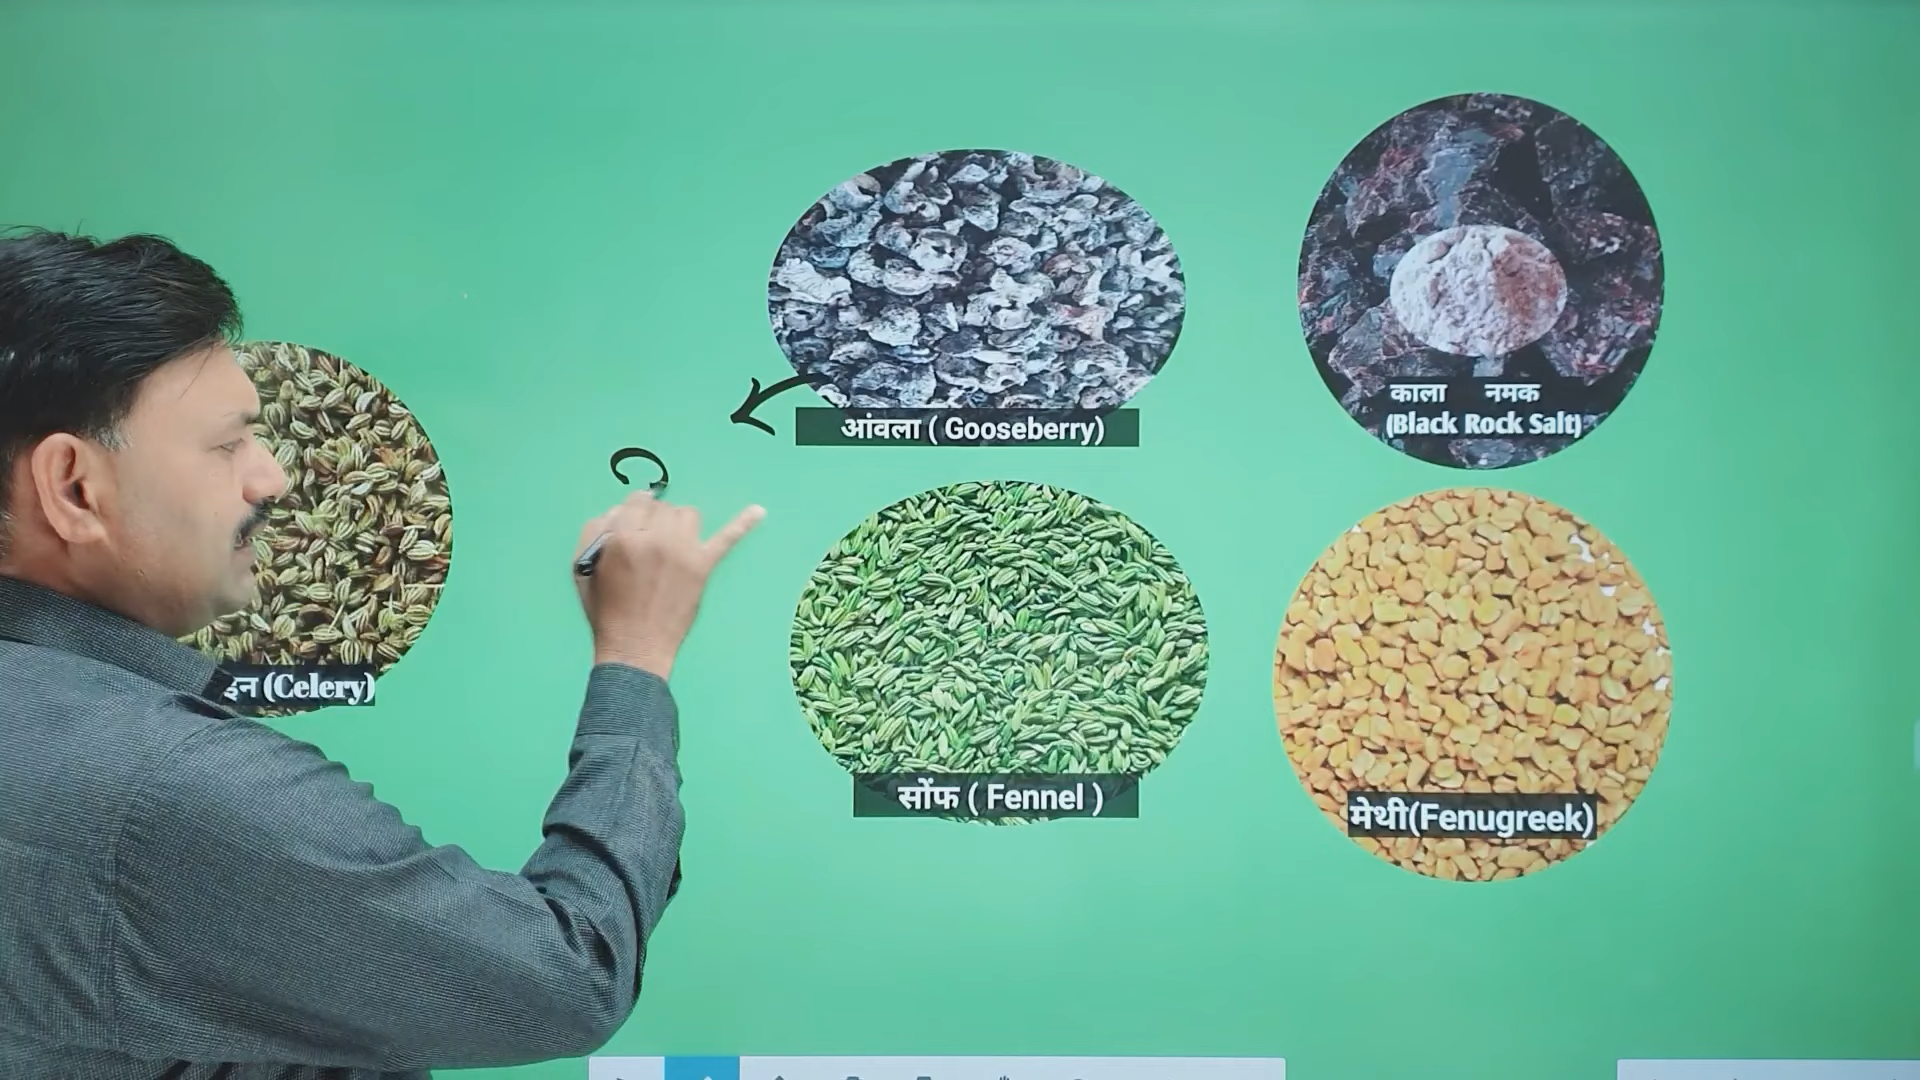 आंवला ( Gooseberry)
काला नमक
(Black Rock Salt)
इन (Celery)
सोंफ ( Fennel )
मेथी(Fenugreek)